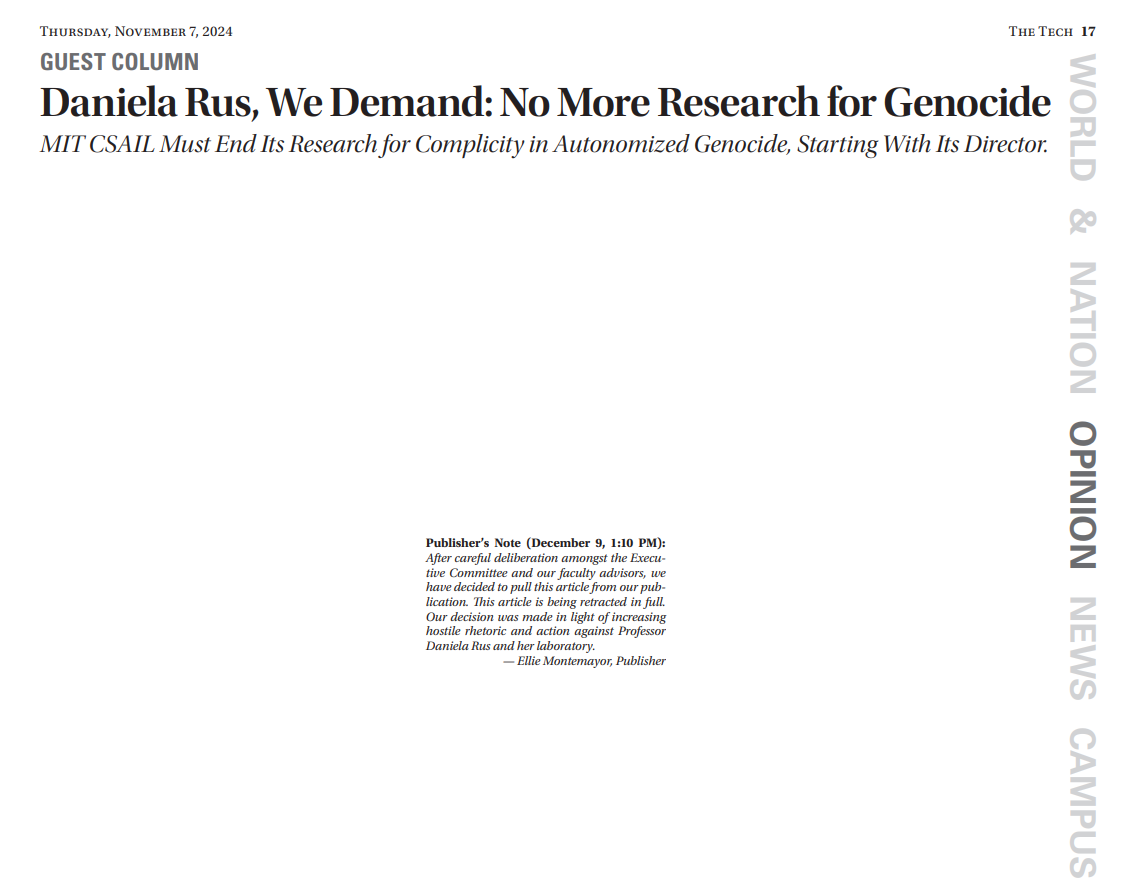 THURSDAY, NOVEMBER 7, 2024
THE TECH 17
GUEST COLUMN
Daniela Rus, We Demand: No More Research for Genocide
MIT CSAIL Must End Its Research for Complicity in Autonomized Genocide, Starting With Its Director.
Publisher's Note (December 9, 1:10 PM):
After careful deliberation amongst the Execu-
tive Committee and our faculty advisors, we
have decided to pull this article from our pub-
lication. This article is being retracted in full.
Our decision was made in light of increasing
hostile rhetoric and action against Professor
Daniela Rus and her laboratory.
— Ellie Montemayor, Publisher
WORLD & NATION OPINION NEWS CAMPUS